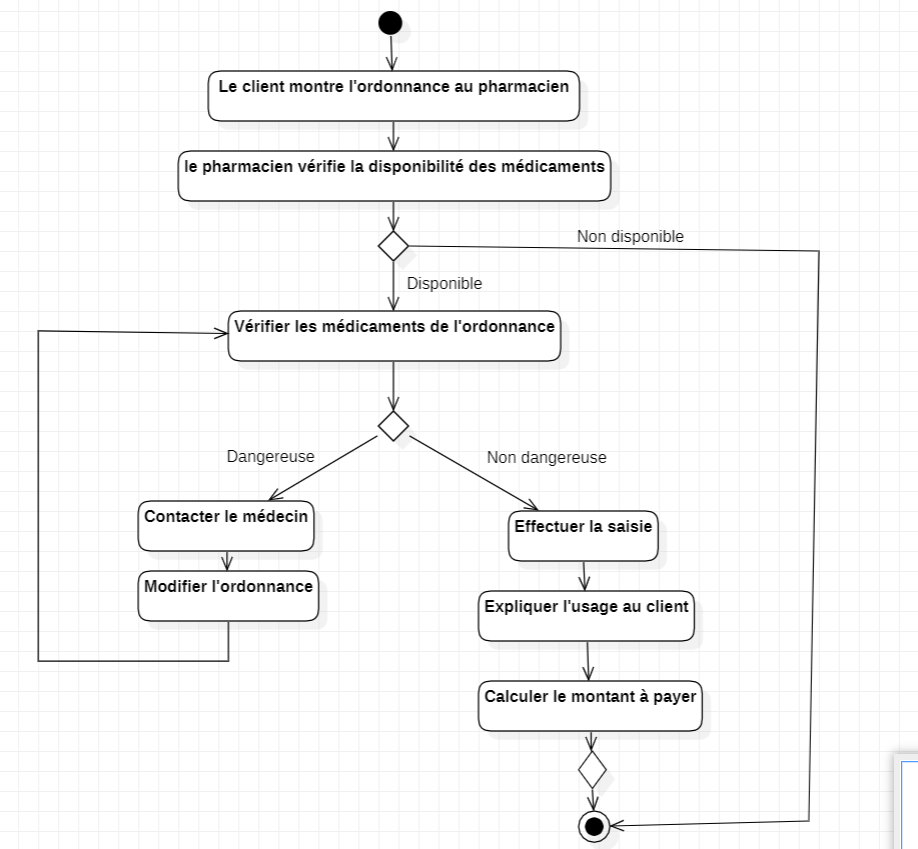 Le client montre l'ordonnance au pharmacien
le pharmacien vérifie la disponibilité des médicaments
Non disponible
Disponible
Vérifier les médicaments de l'ordonnance
Dangereuse
Non dangereuse
Contacter le médecin
Effectuer la saisie
Modifier l'ordonnance
Expliquer l'usage au client
Calculer le montant à payer